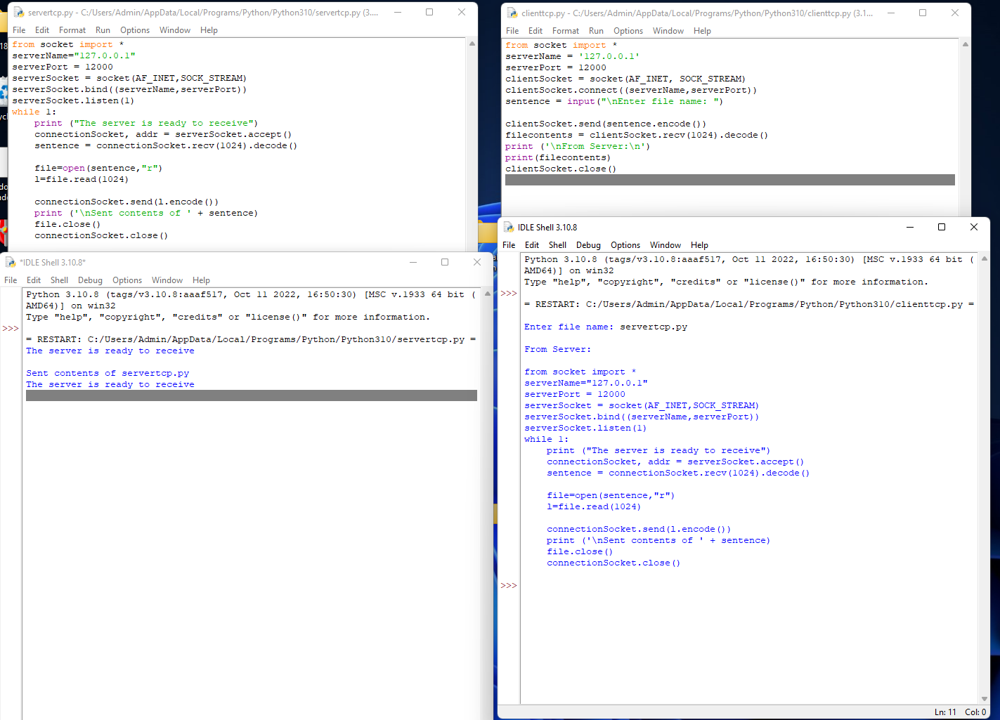 servertcp.py - C:/Users/Admin/AppData/Local/Programs/Python/Python310/servertcp.py (3....
File Edit Format Run Options Window Help
from socket import *
serverName="127.0.0.1"
serverPort = 12000
serverSocket = socket(AF_INET,SOCK_STREAM)
serverSocket.bind((serverName,serverPort))
serverSocket.listen(1)
while 1:
    print ("The server is ready to receive")
    connectionSocket, addr = serverSocket.accept()
    sentence = connectionSocket.recv(1024).decode()
    file=open(sentence,"r")
    l=file.read(1024)
    connectionSocket.send(l.encode())
    print ('\nSent contents of ' + sentence)
    file.close()
    connectionSocket.close()
clienttcp.py - C:/Users/Admin/AppData/Local/Programs/Python/Python310/clienttcp.py (3.1...
File Edit Format Run Options Window Help
from socket import *
serverName = '127.0.0.1'
serverPort = 12000
clientSocket = socket(AF_INET, SOCK_STREAM)
clientSocket.connect((serverName,serverPort))
sentence = input("\nEnter file name: ")
clientSocket.send(sentence.encode())
filecontents = clientSocket.recv(1024).decode()
print ('\nFrom Server:\n')
print(filecontents)
clientSocket.close()
*IDLE Shell 3.10.8*
File Edit Shell Debug Options Window Help
Python 3.10.8 (tags/v3.10.8:aaaf517, Oct 11 2022, 16:50:30) [MSC v.1933 64 bit (
AMD64)] on win32
Type "help", "copyright", "credits" or "license()" for more information.
>>>
= RESTART: C:/Users/Admin/AppData/Local/Programs/Python/Python310/servertcp.py =
The server is ready to receive
Sent contents of servertcp.py
The server is ready to receive
IDLE Shell 3.10.8
File Edit Shell Debug Options Window Help
Python 3.10.8 (tags/v3.10.8:aaaf517, Oct 11 2022, 16:50:30) [MSC v.1933 64 bit (
AMD64)] on win32
Type "help", "copyright", "credits" or "license()" for more information.
>>>
= RESTART: C:/Users/Admin/AppData/Local/Programs/Python/Python310/clienttcp.py =
Enter file name: servertcp.py
From Server:
from socket import *
serverName="127.0.0.1"
serverPort = 12000
serverSocket = socket(AF_INET,SOCK_STREAM)
serverSocket.bind((serverName,serverPort))
serverSocket.listen(1)
while 1:
    print ("The server is ready to receive")
    connectionSocket, addr = serverSocket.accept()
    sentence = connectionSocket.recv(1024).decode()
    file=open(sentence,"r")
    l=file.read(1024)
    connectionSocket.send(l.encode())
    print ('\nSent contents of ' + sentence)
    file.close()
    connectionSocket.close()
>>>
Ln: 11 Col: 0